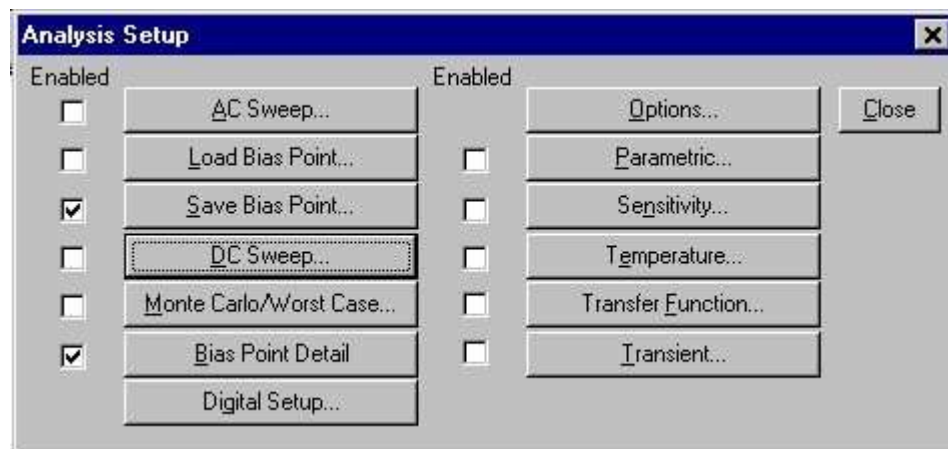 Analysis Setup
Enabled
AC Sweep...
Load Bias Point...
Save Bias Point...
DC Sweep...
Monte Carlo/Worst Case...
Bias Point Detail
Digital Setup...
Enabled
Options...
Parametric...
Sensitivity...
Temperature...
Transfer Function...
Transient...
Close